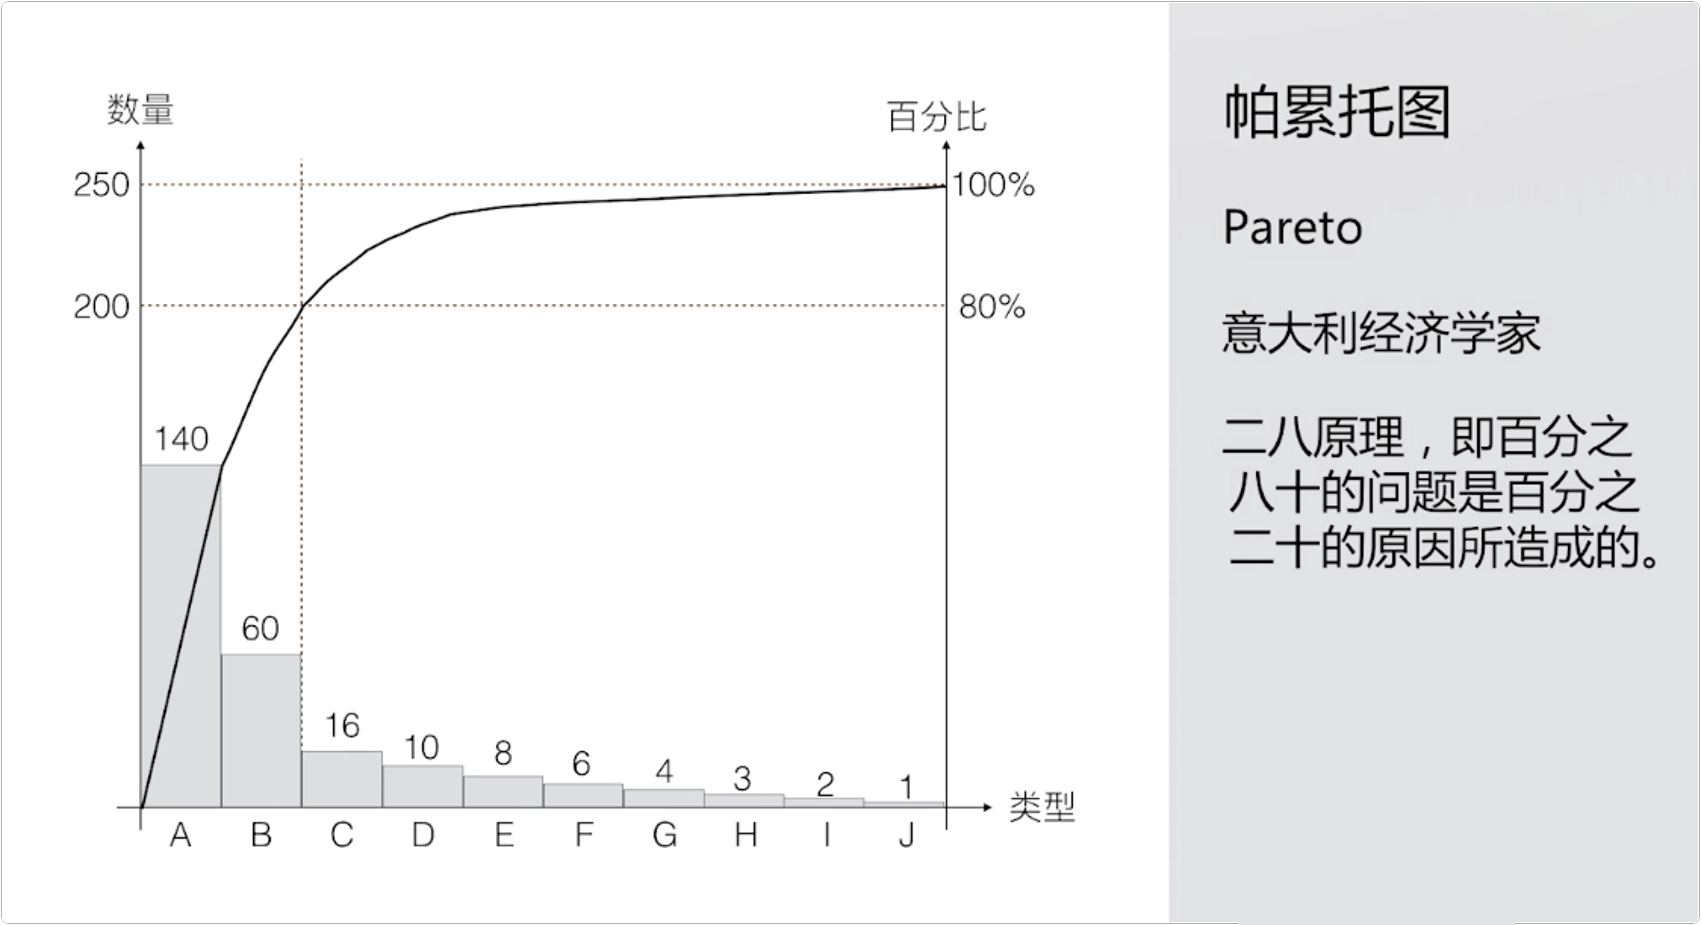 数量
百分比
250
100%
200
80%
140
60
16
10
8
6
4
3
2
1
类型
A B C D E F G H I J
帕累托图
Pareto
意大利经济学家
二八原理，即百分之
八十的问题是百分之
二十的原因所造成的。